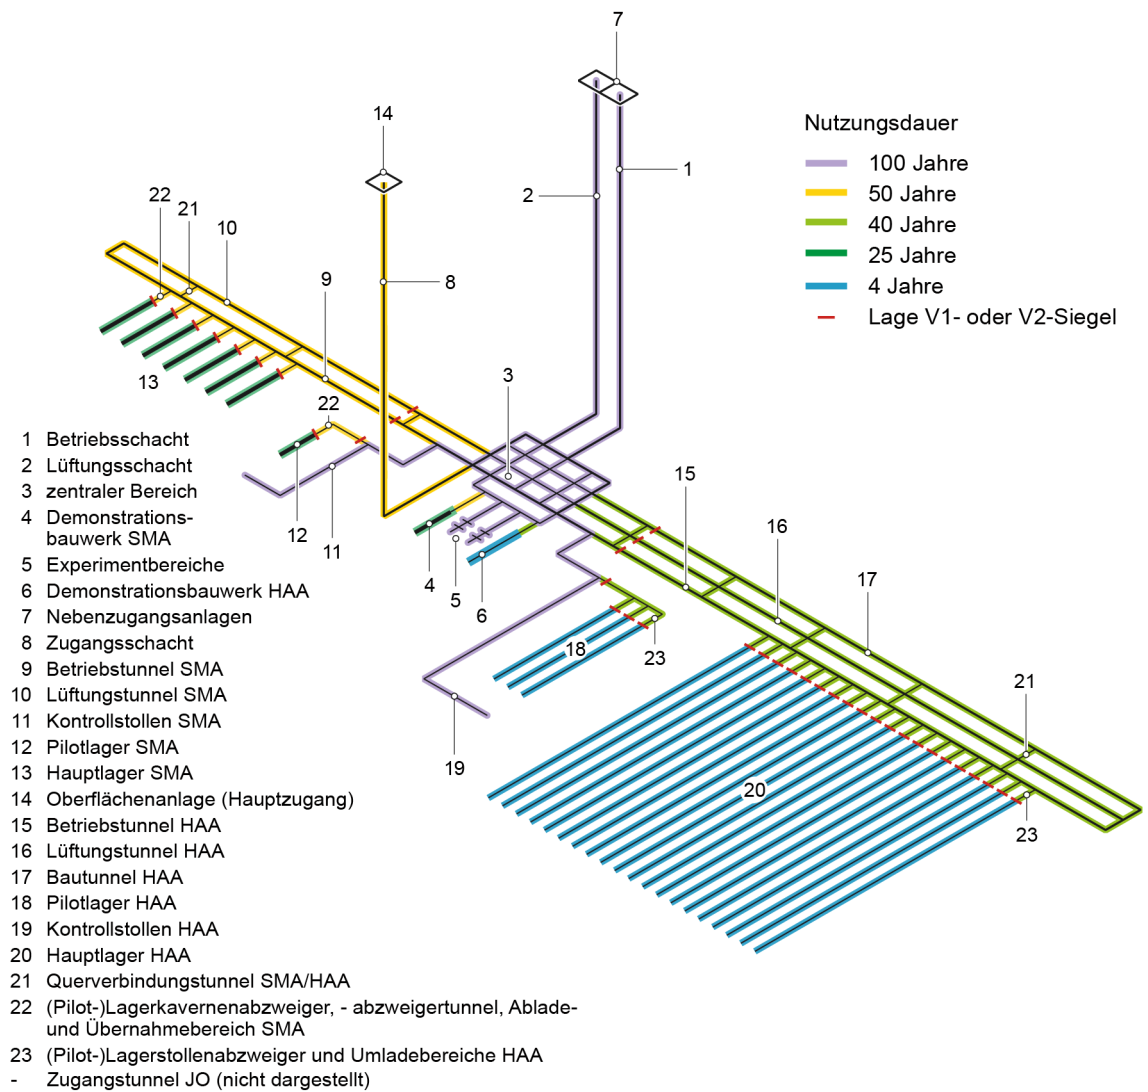 7
14
Nutzungsdauer
100 Jahre
50 Jahre
40 Jahre
25 Jahre
4 Jahre
Lage V1- oder V2-Siegel
1
2
22
21
10
9
8
13
3
22
12
11
4
5
6
15
16
17
18
23
21
19
20
23
1 Betriebsschacht
2 Lüftungsschacht
3 zentraler Bereich
4 Demonstrations-
bauwerk SMA
5 Experimentbereiche
6 Demonstrationsbauwerk HAA
7 Nebenzugangsanlagen
8 Zugangsschacht
9 Betriebstunnel SMA
10 Lüftungstunnel SMA
11 Kontrollstollen SMA
12 Pilotlager SMA
13 Hauptlager SMA
14 Oberflächenanlage (Hauptzugang)
15 Betriebstunnel HAA
16 Lüftungstunnel HAA
17 Bautunnel HAA
18 Pilotlager HAA
19 Kontrollstollen HAA
20 Hauptlager HAA
21 Querverbindungstunnel SMA/HAA
22 (Pilot-)Lagerkavernenabzweiger, - abzweigertunnel, Ablade-
und Übernahmebereich SMA
23 (Pilot-)Lagerstollenabzweiger und Umladebereiche HAA
- Zugangstunnel JO (nicht dargestellt)